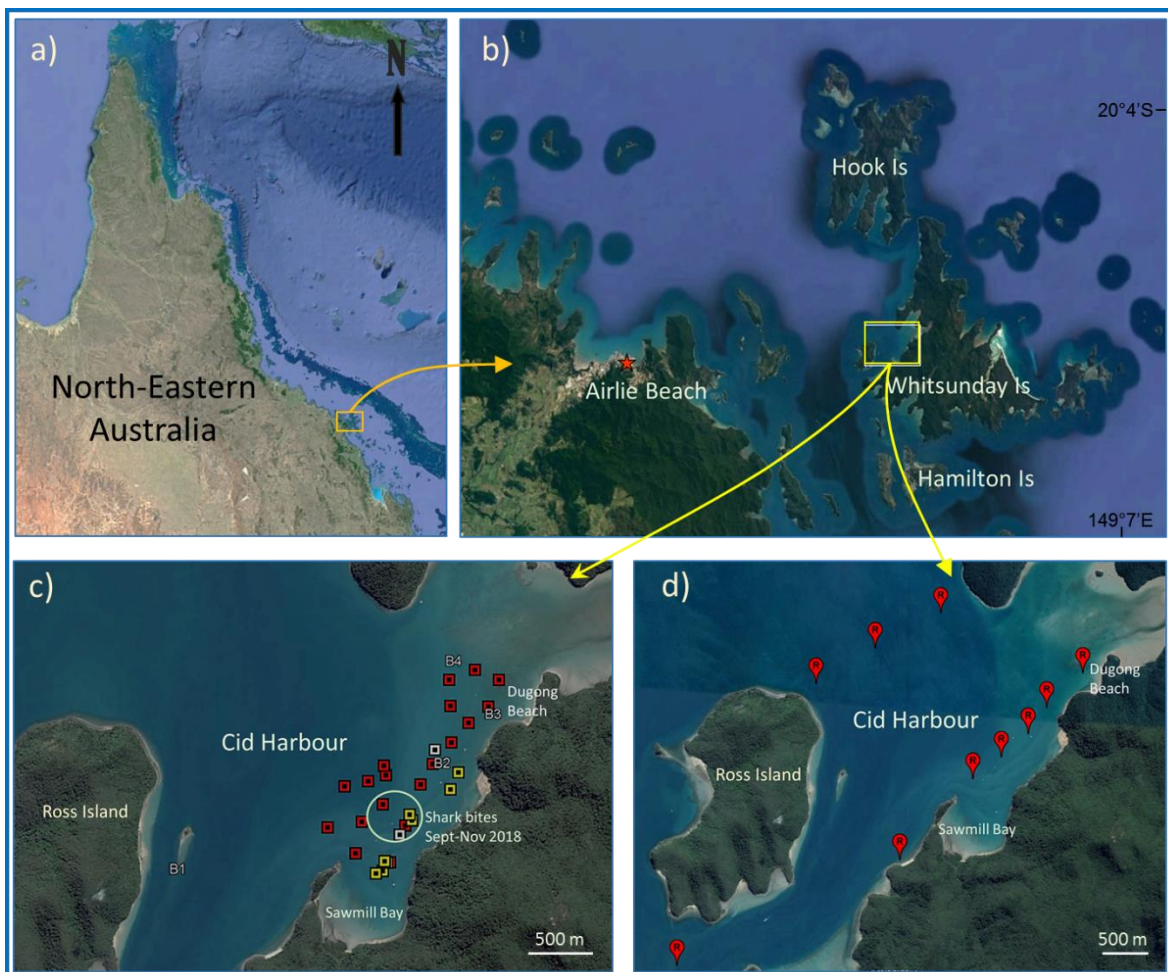 a)
N
North-Eastern
Australia
b)
20°4'S
Hook Is
Airlie Beach
Whitsunday Is
Hamilton Is
149°7'E
c)
B4
Dugong
Beach
B3
Cid Harbour
B2
Ross Island
Shark bites
Sept-Nov 2018
B1
Sawmill Bay
500 m
d)
R
R
R
R
Dugong
Beach
R
Cid Harbour
R
R
Ross Island
R
Sawmill Bay
R
R
500 m